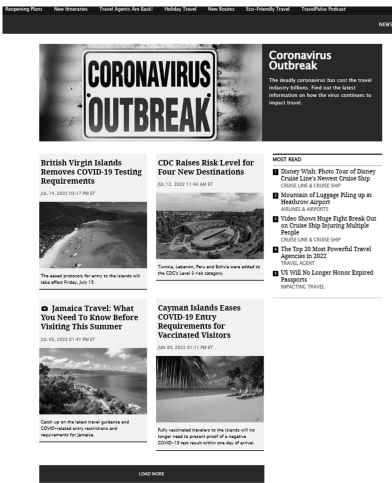 Reopening Plans New Itineraries Travel Agents Are Back! Holiday Travel New Routes Eco-Friendly Travel TravelPulse Podcast
NEWS
CORONAVIRUS
OUTBREAK
Coronavirus
Outbreak
The deadly coronavirus has cost the travel
industry billions. Find out the latest
information on how the virus continues to
impact travel.
British Virgin Islands
Removes COVID-19 Testing
Requirements
JUL 14, 2022 03:17 PM ET
The eased protocols for entry to the islands will
take effect Friday, July 15.
CDC Raises Risk Level for
Four New Destinations
JUL 12, 2022 11:43 AM ET
Tunisia, Lebanon, Peru and Bolivia were added to
the CDC's Level 3 risk category.
Jamaica Travel: What
You Need To Know Before
Visiting This Summer
JUL 05, 2022 01:41 PM ET
Catch up on the latest travel guidance and
COVID-related entry restrictions and
requirements for Jamaica.
Cayman Islands Eases
COVID-19 Entry
Requirements for
Vaccinated Visitors
JUN 30, 2022 01:11 PM ET
Fully vaccinated travelers to the islands will no
longer need to present proof of a negative
COVID-19 test result within one day of arrival.
LOAD MORE
MOST READ
1 Disney Wish: Photo Tour of Disney
Cruise Line's Newest Cruise Ship
CRUISE LINE & CRUISE SHIP
2 Mountain of Luggage Piling up at
Heathrow Airport
AIRLINES & AIRPORTS
3 Video Shows Huge Fight Break Out
on Cruise Ship Injuring Multiple
People
CRUISE LINE & CRUISE SHIP
4 The Top 20 Most Powerful Travel
Agencies in 2022
TRAVEL AGENT
5 US Will No Longer Honor Expired
Passports
IMPACTING TRAVEL